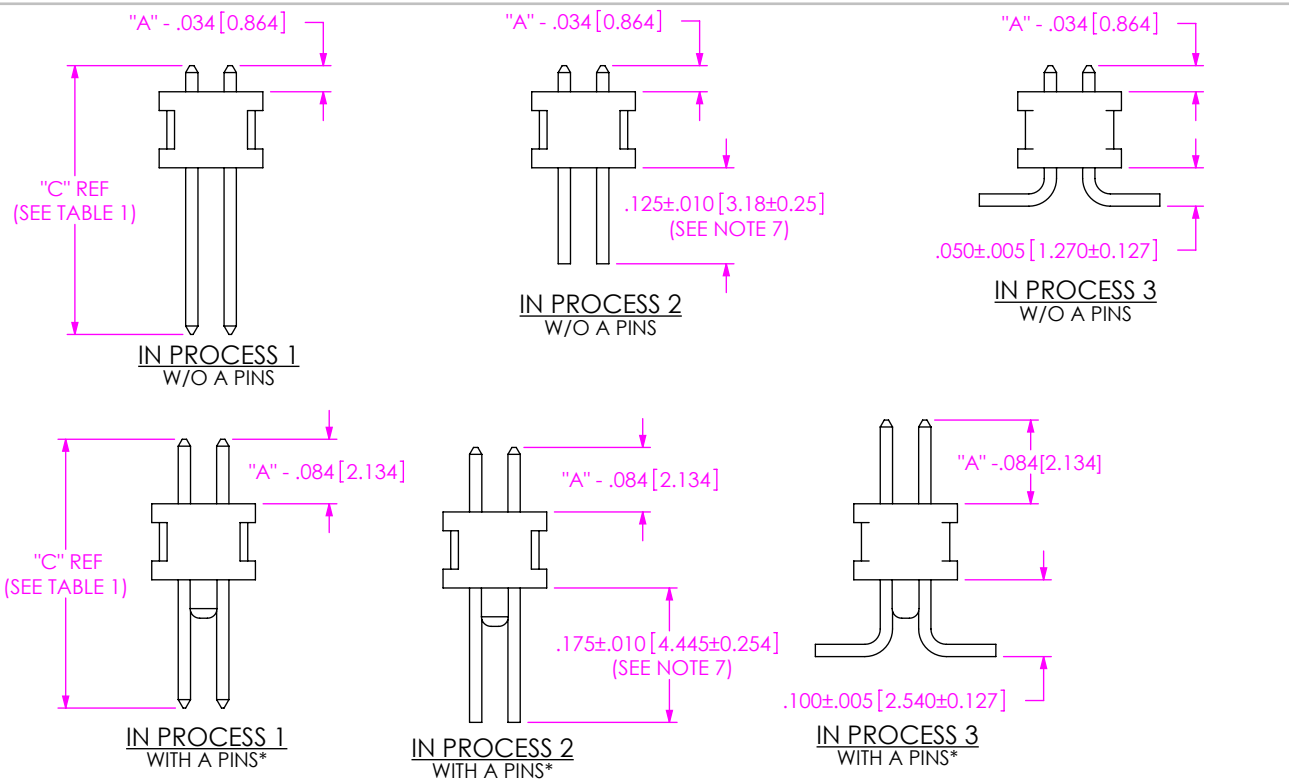 "A" - .034 [0.864]
"C" REF
(SEE TABLE 1)
IN PROCESS 1
W/O A PINS
"A" - .034 [0.864]
.125±.010 [3.18±0.25]
(SEE NOTE 7)
IN PROCESS 2
W/O A PINS
"A" - .034 [0.864]
.050±.005 [1.270±0.127]
IN PROCESS 3
W/O A PINS
"A" - .084 [2.134]
"C" REF
(SEE TABLE 1)
IN PROCESS 1
WITH A PINS*
"A" - .084 [2.134]
.175±.010 [4.445±0.254]
(SEE NOTE 7)
IN PROCESS 2
WITH A PINS*
"A" -.084[2.134]
.100±.005 [2.540±0.127]
IN PROCESS 3
WITH A PINS*